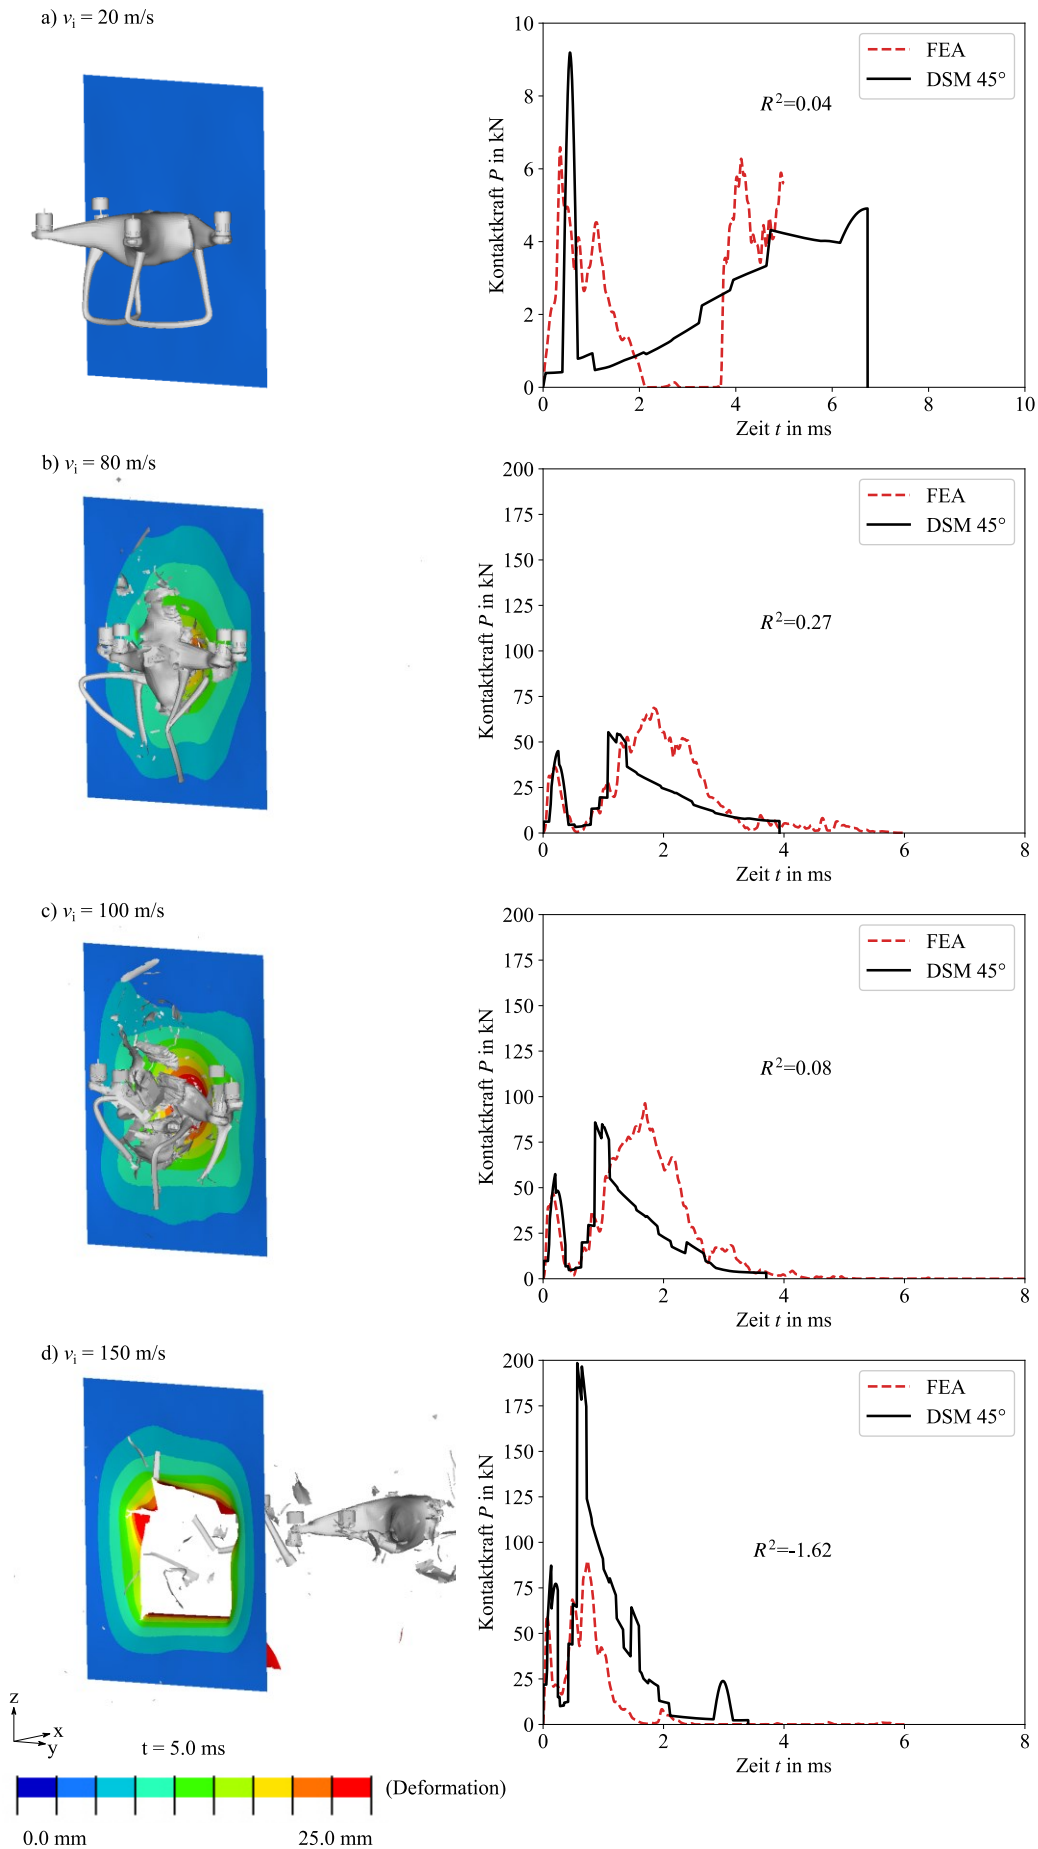 a) vᵢ = 20 m/s
10
8
6
4
2
0
Kontaktkraft P in kN
FEA
DSM 45°
R²=0.04
0 2 4 6 8 10
Zeit t in ms
b) vᵢ = 80 m/s
200
175
150
125
100
75
50
25
0
Kontaktkraft P in kN
FEA
DSM 45°
R²=0.27
0 2 4 6 8
Zeit t in ms
c) vᵢ = 100 m/s
200
175
150
125
100
75
50
25
0
Kontaktkraft P in kN
FEA
DSM 45°
R²=0.08
0 2 4 6 8
Zeit t in ms
d) vᵢ = 150 m/s
200
175
150
125
100
75
50
25
0
Kontaktkraft P in kN
FEA
DSM 45°
R²=-1.62
0 2 4 6 8
Zeit t in ms
z
x
y
t = 5.0 ms
(Deformation)
0.0 mm 25.0 mm